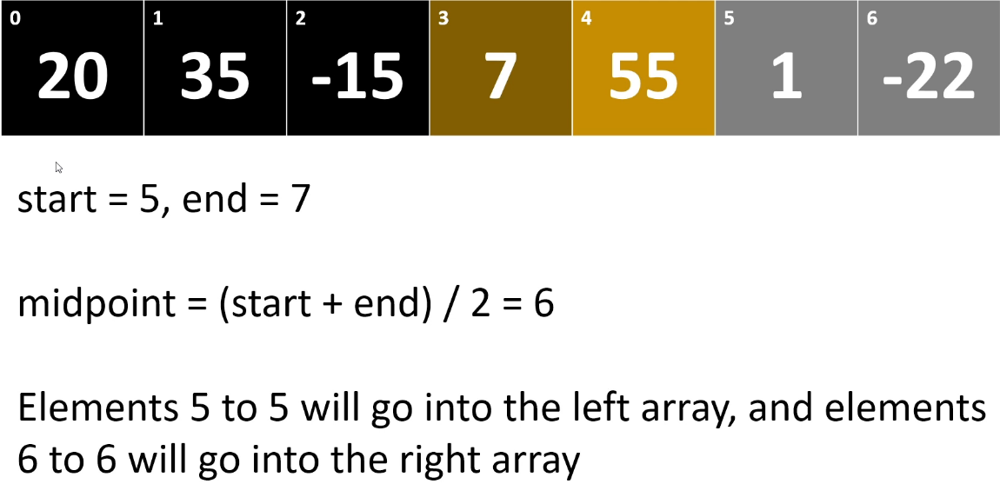 0 1 2 3 4 5 6
20 35 -15 7 55 1 -22
start = 5, end = 7
midpoint = (start + end) / 2 = 6
Elements 5 to 5 will go into the left array, and elements
6 to 6 will go into the right array